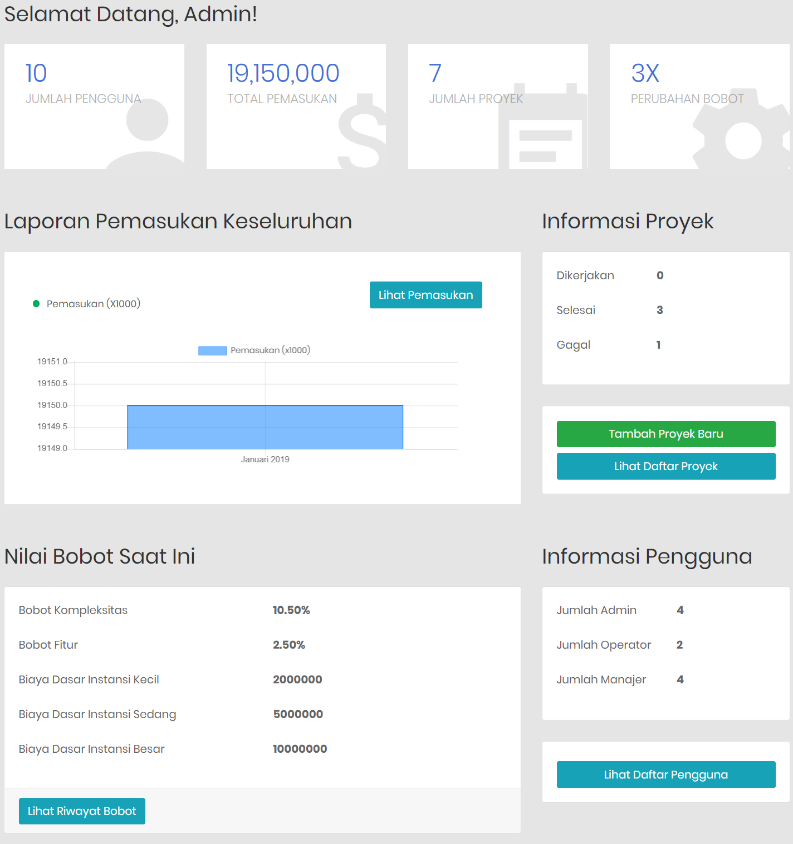 Selamat Datang, Admin!
10
JUMLAH PENGGUNA
19,150,000
TOTAL PEMASUKAN
7
JUMLAH PROYEK
3X
PERUBAHAN BOBOT
Laporan Pemasukan Keseluruhan
Pemasukan (X1000)
Lihat Pemasukan
Pemasukan (x1000)
19151.0
19150.5
19150.0
19149.5
19149.0
Januari 2019
Informasi Proyek
Dikerjakan 0
Selesai 3
Gagal 1
Tambah Proyek Baru
Lihat Daftar Proyek
Nilai Bobot Saat Ini
Bobot Kompleksitas 10.50%
Bobot Fitur 2.50%
Biaya Dasar Instansi Kecil 2000000
Biaya Dasar Instansi Sedang 5000000
Biaya Dasar Instansi Besar 10000000
Lihat Riwayat Bobot
Informasi Pengguna
Jumlah Admin 4
Jumlah Operator 2
Jumlah Manajer 4
Lihat Daftar Pengguna